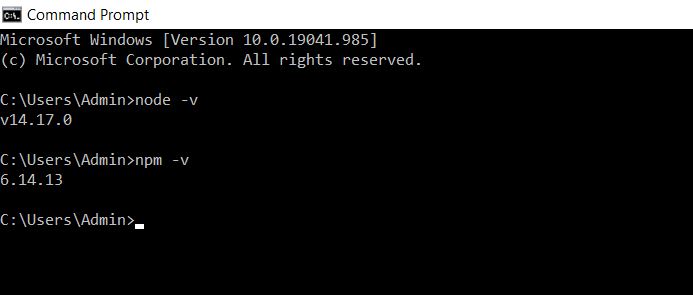 Command Prompt
Microsoft Windows [Version 10.0.19041.985]
(c) Microsoft Corporation. All rights reserved.
C:\Users\Admin>node -v
v14.17.0
C:\Users\Admin>npm -v
6.14.13
C:\Users\Admin>